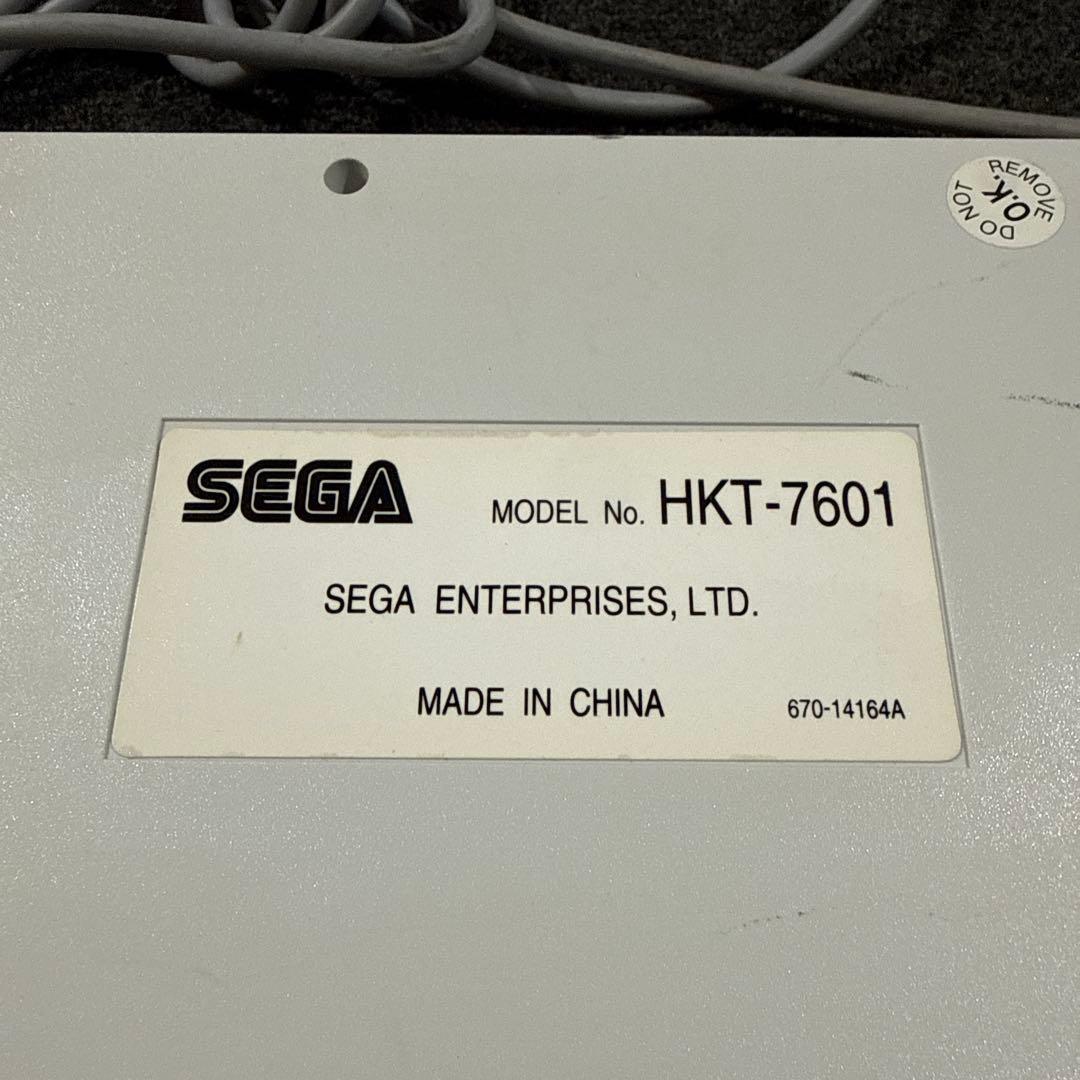 DO NOT REMOVE
O.K.
SEGA MODEL No. HKT-7601
SEGA ENTERPRISES, LTD.
MADE IN CHINA 670-14164A